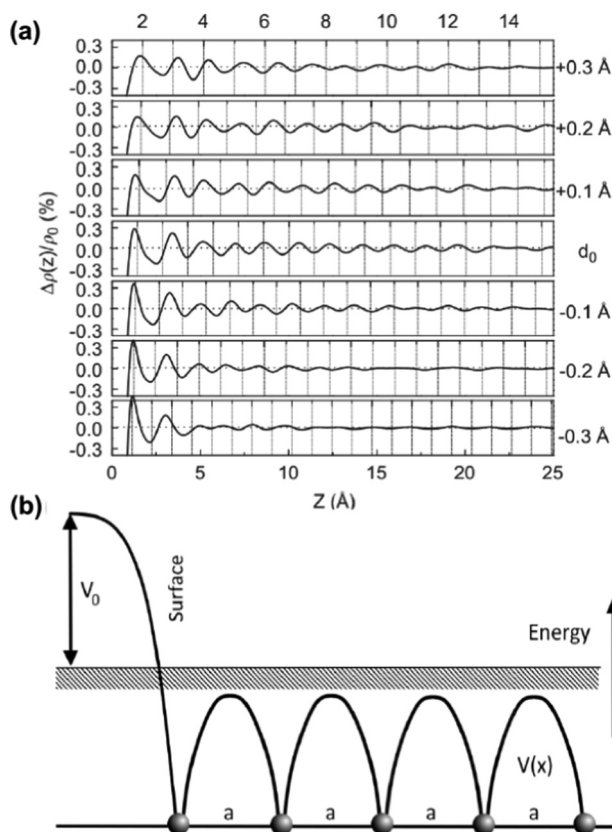 (a)
2 4 6 8 10 12 14
0.3
0.0
-0.3
+0.3 Å
0.3
0.0
-0.3
+0.2 Å
0.3
0.0
-0.3
+0.1 Å
Δρ(z)/ρ₀ (%)
0.3
0.0
-0.3
d₀
0.3
0.0
-0.3
-0.1 Å
0.3
0.0
-0.3
-0.2 Å
0.3
0.0
-0.3
-0.3 Å
0 5 10 15 20 25
Z (Å)
(b)
V₀
Surface
Energy
V(x)
a a a a